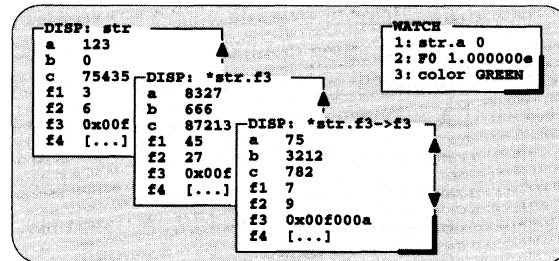 DISP: str
a 123
b 0
c 75435
f1 3
f2 6
f3 0x00f
f4 [...]
DISP: *str.f3
a 8327
b 666
c 87213
f1 45
f2 27
f3 0x00f
f4 [...]
DISP: *str.f3->f3
a 75
b 3212
c 782
f1 7
f2 9
f3 0x00f000a
f4 [...]
WATCH
1: str.a 0
2: F0 1.000000e
3: color GREEN